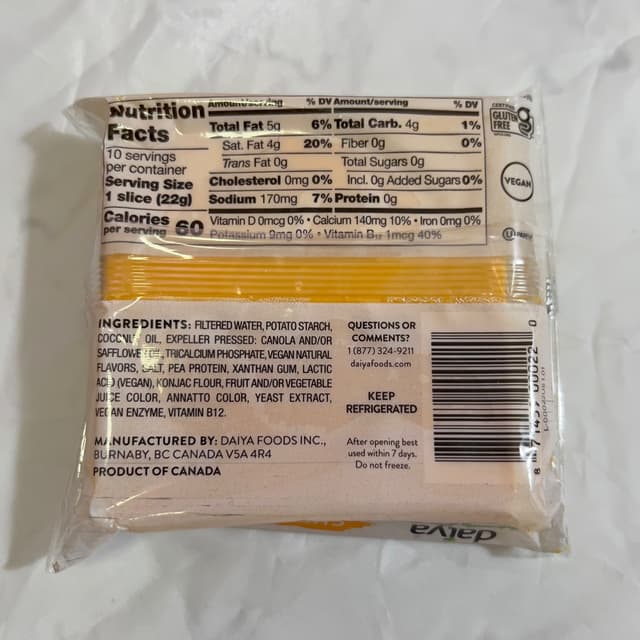 Nutrition Facts
10 servings per container
Serving Size
1 slice (22g)
Calories per serving 60
Amount/serving % DV
Total Fat 5g 6%
Sat. Fat 4g 20%
Trans Fat 0g
Cholesterol 0mg 0%
Sodium 170mg 7%
Amount/serving % DV
Total Carb. 4g 1%
Fiber 0g 0%
Total Sugars 0g
Incl. 0g Added Sugars 0%
Protein 0g
Vitamin D 0mcg 0% • Calcium 140mg 10% • Iron 0mg 0%
Potassium 9mg 0% • Vitamin B12 1mcg 40%
CERTIFIED
GLUTEN
FREE
VEGAN
INGREDIENTS: FILTERED WATER, POTATO STARCH,
COCONUT OIL, EXPELLER PRESSED: CANOLA AND/OR
SAFFLOWER OIL, TRICALCIUM PHOSPHATE, VEGAN NATURAL
FLAVORS, SALT, PEA PROTEIN, XANTHAN GUM, LACTIC
ACID (VEGAN), KONJAC FLOUR, FRUIT AND/OR VEGETABLE
JUICE COLOR, ANNATTO COLOR, YEAST EXTRACT,
VEGAN ENZYME, VITAMIN B12.
MANUFACTURED BY: DAIYA FOODS INC.,
BURNABY, BC CANADA V5A 4R4
PRODUCT OF CANADA
QUESTIONS OR
COMMENTS?
1 (877) 324-9211
daiyafoods.com
KEEP
REFRIGERATED
After opening best
used within 7 days.
Do not freeze.
daiya